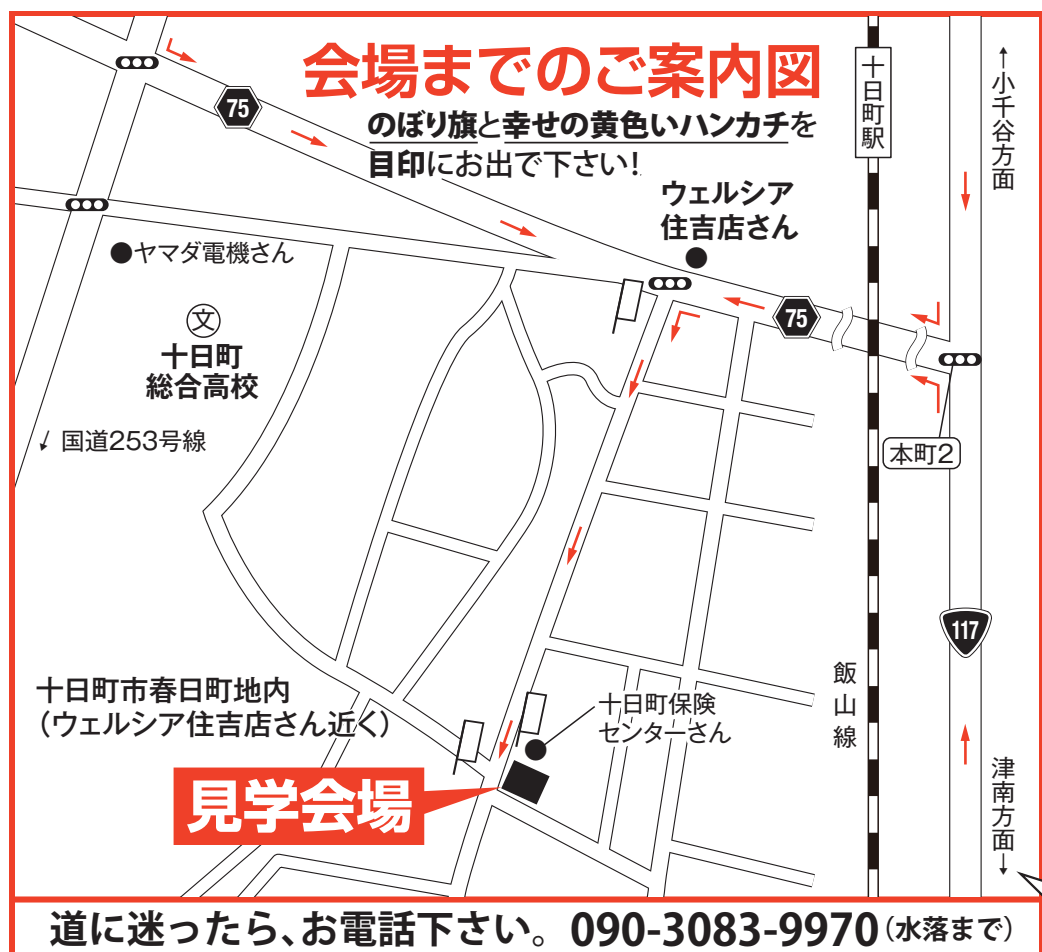 会場までのご案内図
のぼり旗と幸せの黄色いハンカチを
目印にお出で下さい!
75
十日町駅
↑小千谷方面
ウェルシア
住吉店さん
ヤマダ電機さん
75
文
十日町
総合高校
↓国道253号線
本町2
117
十日町市春日町地内
(ウェルシア住吉店さん近く)
十日町保険
センターさん
飯山線
見学会場
津南方面↓
道に迷ったら、お電話下さい。090-3083-9970(水落まで)